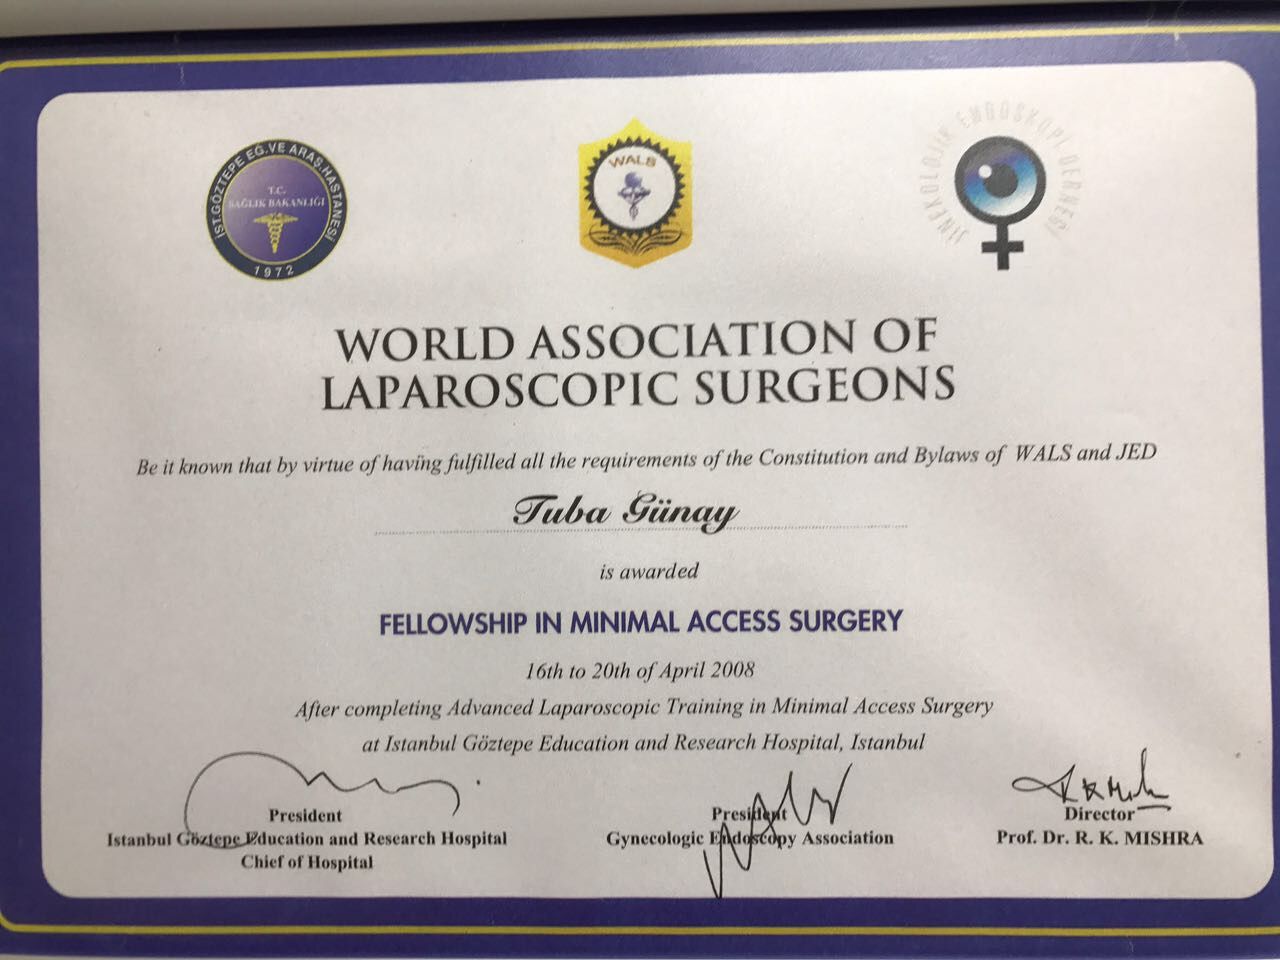 İST.GÖZTEPE EĞ.VE ARAŞ.HASTANESİ
T.C.
SAĞLIK BAKANLIĞI
1972
WALS
JİNEKOLOJİK ENDOSKOPİ DERNEĞİ
WORLD ASSOCIATION OF
LAPAROSCOPIC SURGEONS
Be it known that by virtue of having fulfilled all the requirements of the Constitution and Bylaws of WALS and JED
Tuba Günay
is awarded
FELLOWSHIP IN MINIMAL ACCESS SURGERY
16th to 20th of April 2008
After completing Advanced Laparoscopic Training in Minimal Access Surgery
at Istanbul Göztepe Education and Research Hospital, Istanbul
President
Istanbul Göztepe Education and Research Hospital
Chief of Hospital
President
Gynecologic Endoscopy Association
Director
Prof. Dr. R. K. MISHRA